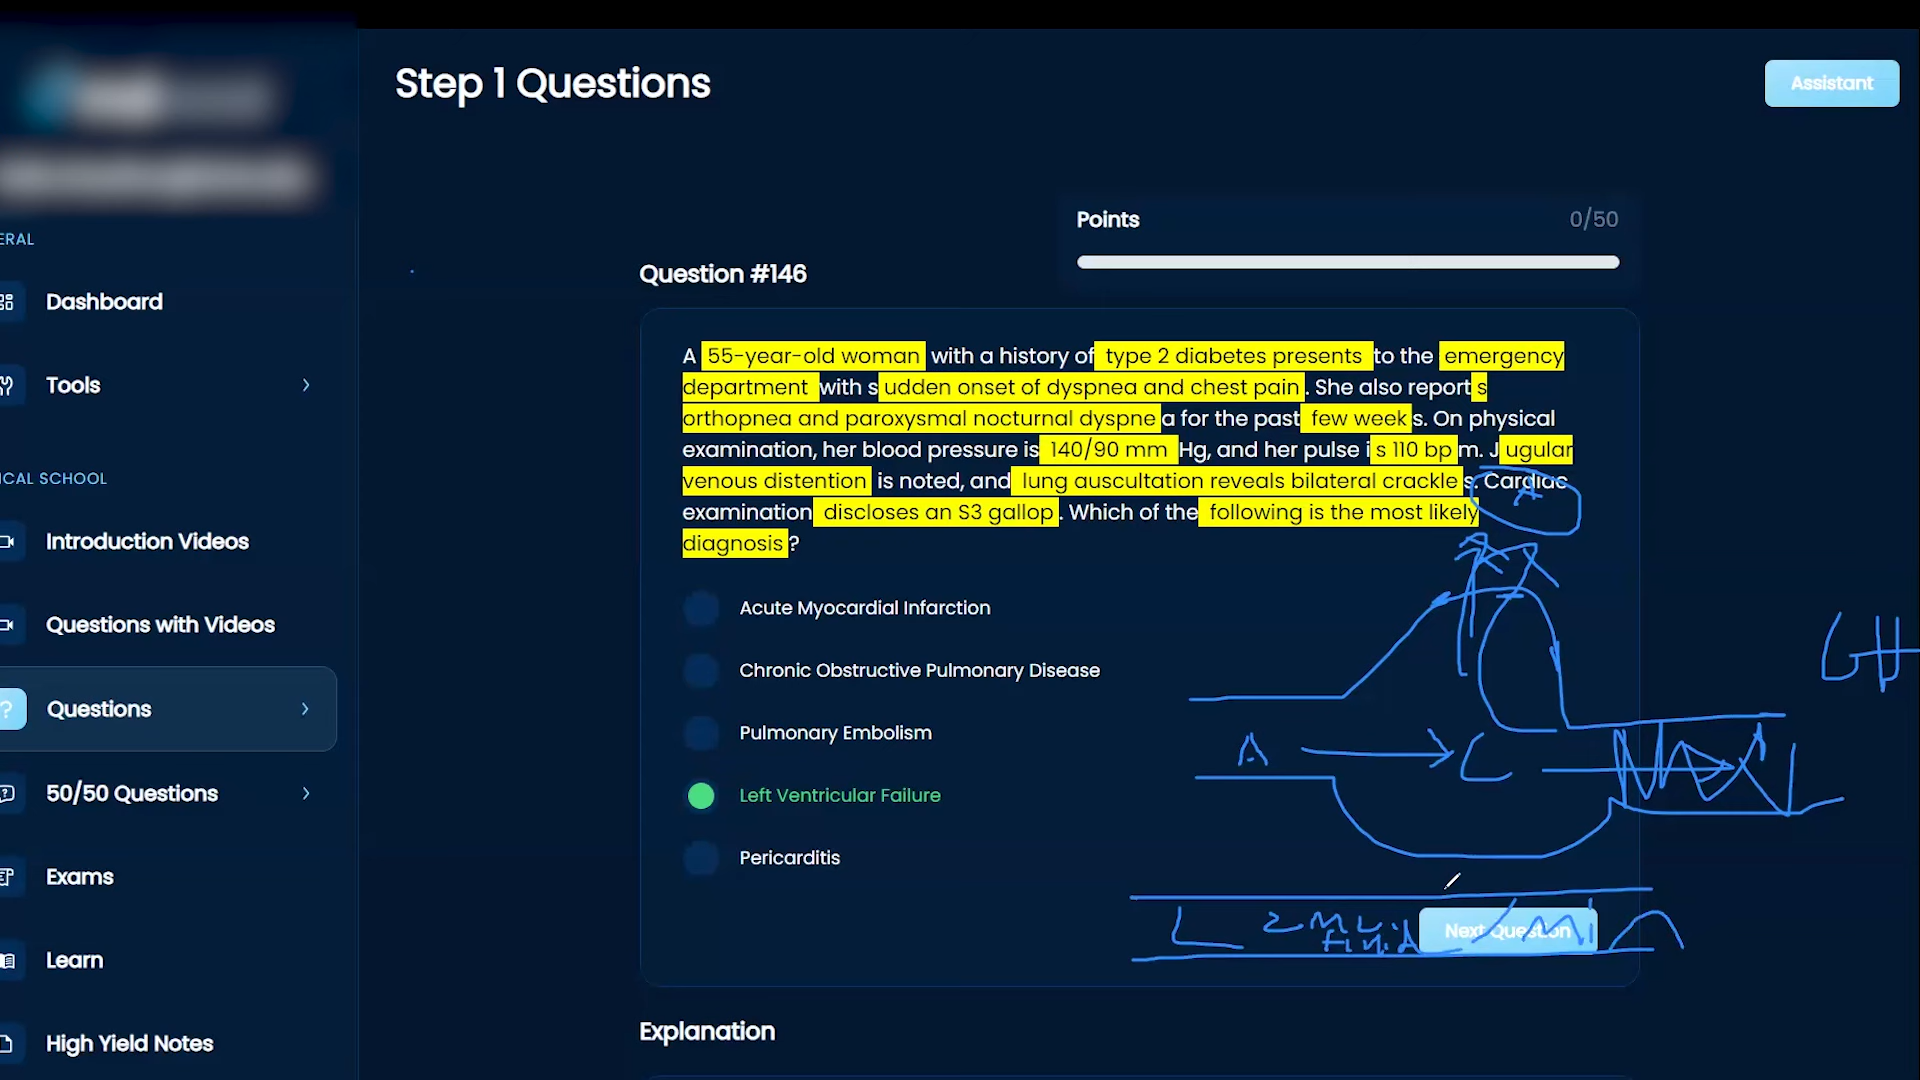 Step 1 Questions
Assistant
Points
0/50
Question #146
ERAL
Dashboard
Tools
ICAL SCHOOL
Introduction Videos
Questions with Videos
Questions
50/50 Questions
Exams
Learn
High Yield Notes
A 55-year-old woman with a history of type 2 diabetes presents to the emergency
department with sudden onset of dyspnea and chest pain. She also reports
orthopnea and paroxysmal nocturnal dyspnea for the past few weeks. On physical
examination, her blood pressure is 140/90 mm Hg, and her pulse is 110 bpm. Jugular
venous distention is noted, and lung auscultation reveals bilateral crackles. Cardiac
examination discloses an S3 gallop. Which of the following is the most likely
diagnosis?
Acute Myocardial Infarction
Chronic Obstructive Pulmonary Disease
Pulmonary Embolism
Left Ventricular Failure
Pericarditis
A
A
C
L 2 ML / Min
fluid
Next Question
Explanation